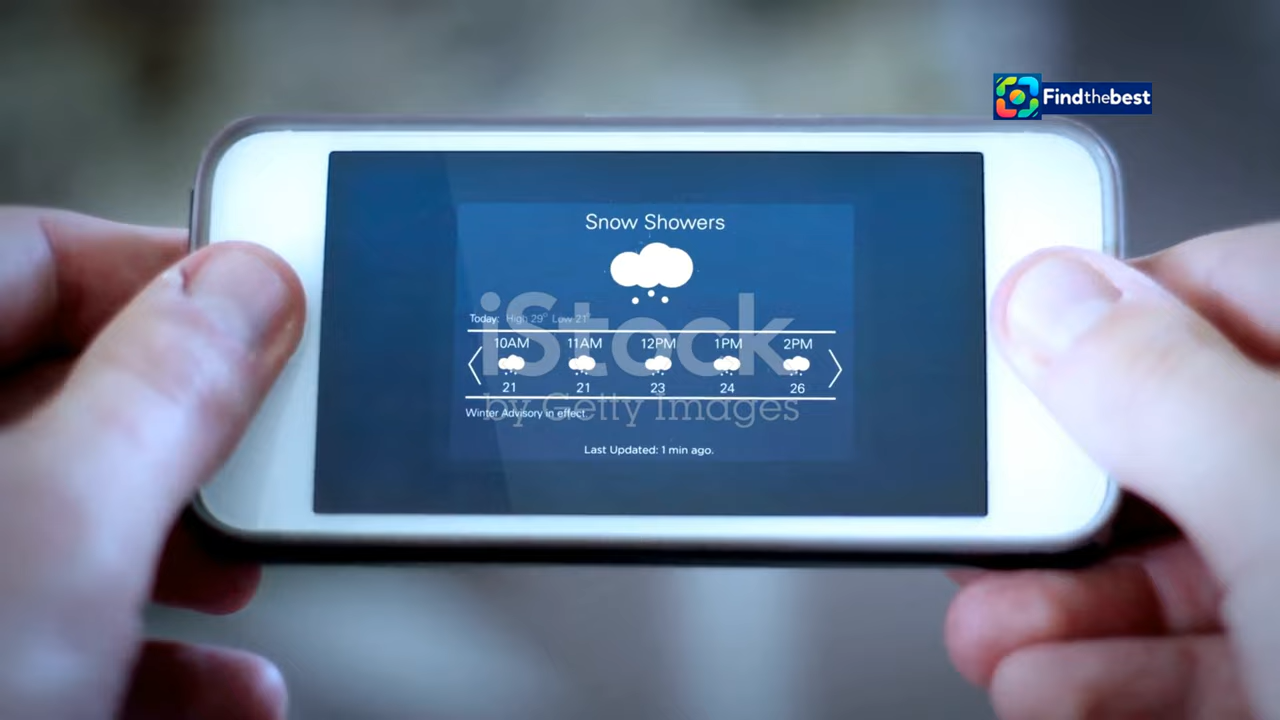 Findthebest
Snow Showers
iStock
Today: High 29° Low 21°
10AM 11AM 12PM 1PM 2PM
21 21 23 24 26
by Getty Images
Winter Advisory in effect.
Last Updated: 1 min ago.